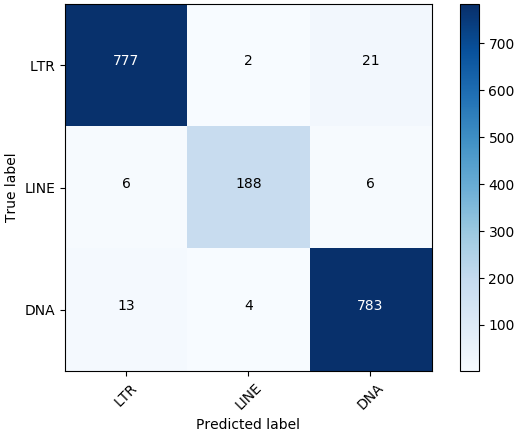 LTR 777 2 21
LINE 6 188 6
DNA 13 4 783
LTR LINE DNA
True label
Predicted label
700
600
500
400
300
200
100